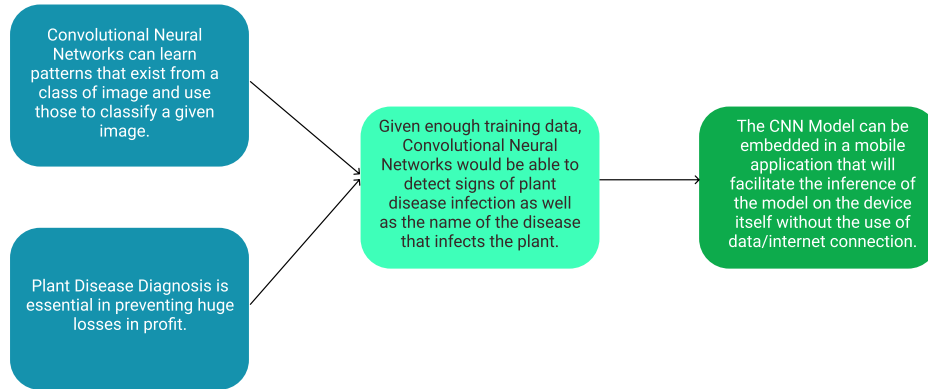 Convolutional Neural
Networks can learn
patterns that exist from a
class of image and use
those to classify a given
image.
Plant Disease Diagnosis is
essential in preventing huge
losses in profit.
Given enough training data,
Convolutional Neural
Networks would be able to
detect signs of plant
disease infection as well
as the name of the disease
that infects the plant.
The CNN Model can be
embedded in a mobile
application that will
facilitate the inference of
the model on the device
itself without the use of
data/internet connection.